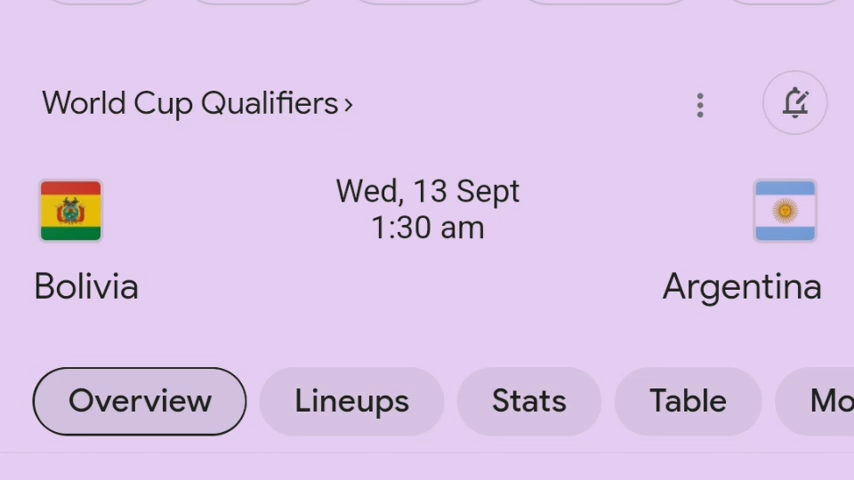 World Cup Qualifiers ›
Wed, 13 Sept
1:30 am
Bolivia
Argentina
Overview
Lineups
Stats
Table